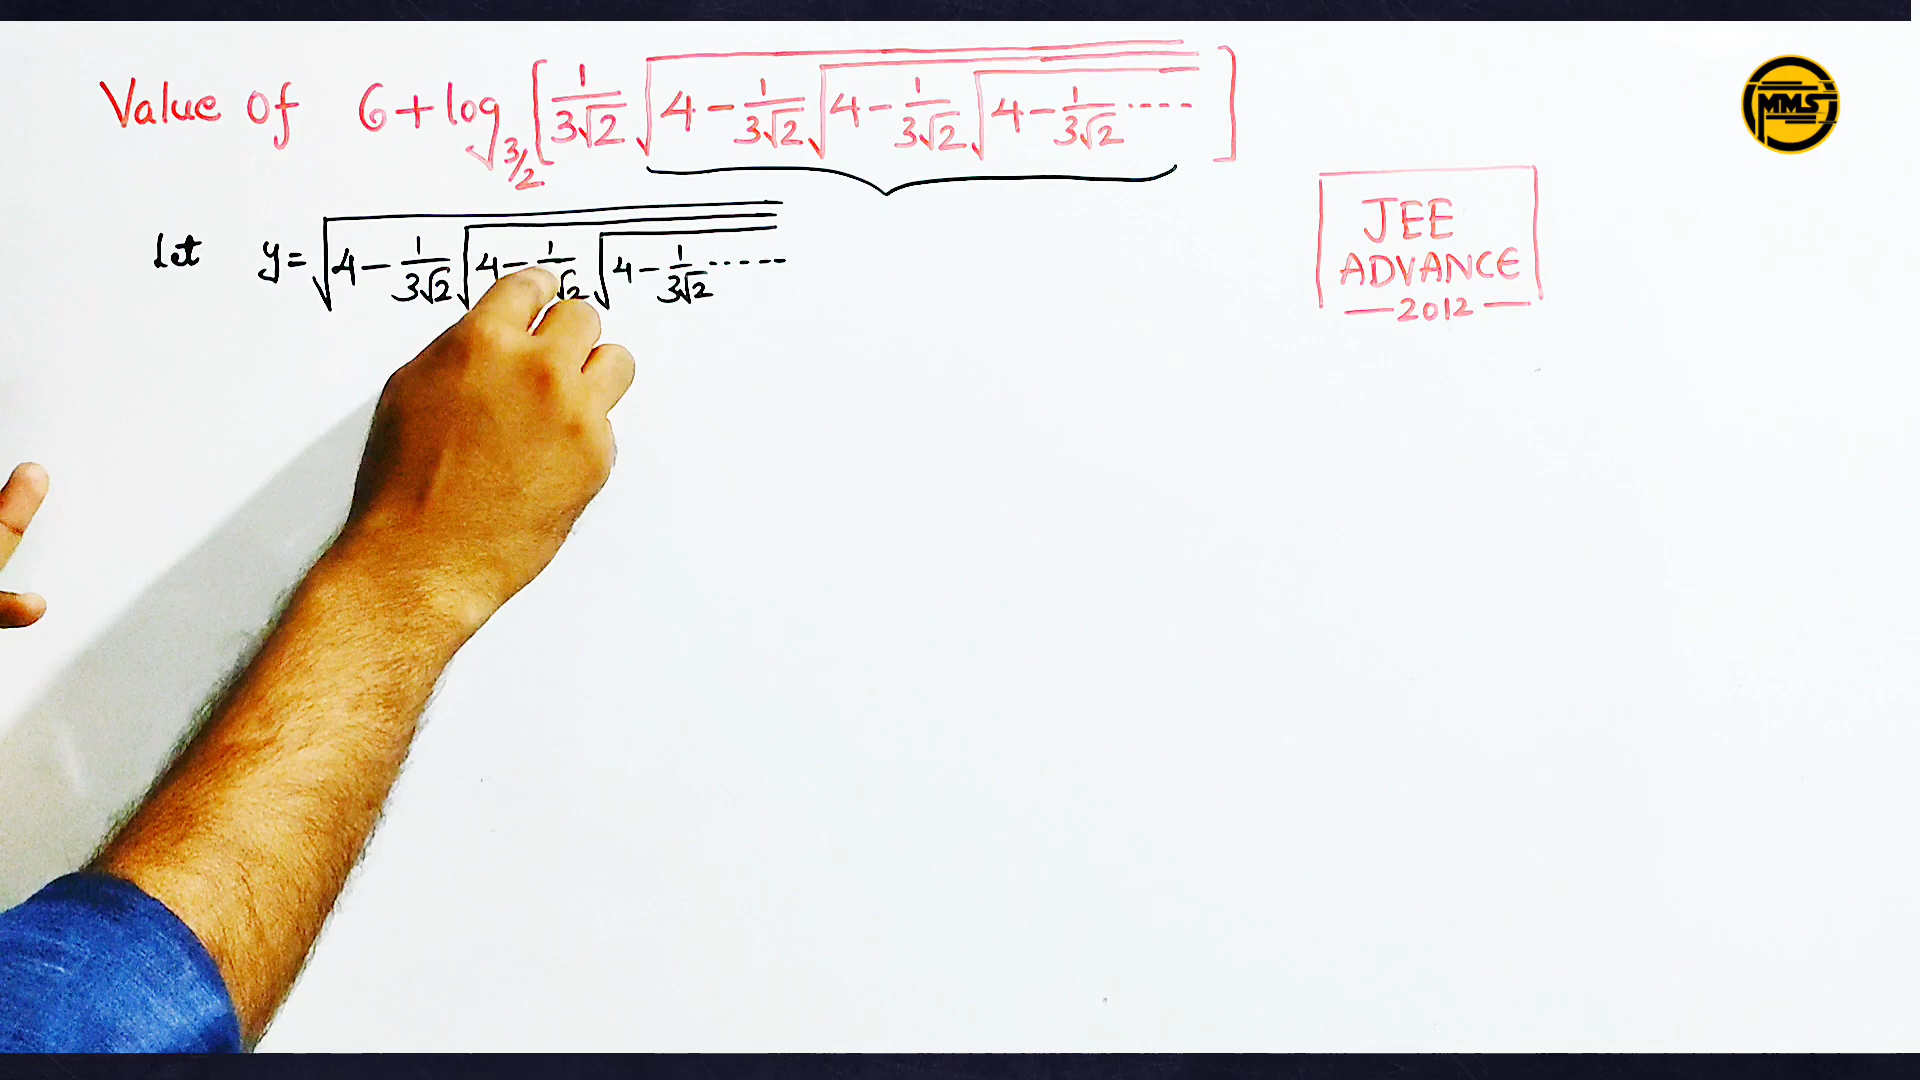 Value of 6 + log_{3/2} [ 1/(3√2) √(4 − 1/(3√2) √(4 − 1/(3√2) √(4 − 1/(3√2) ····))) ]
MMS
JEE
ADVANCE
— 2012 —
Let y = √(4 − 1/(3√2) √(4 − 1/√2 √(4 − 1/(3√2) -----)))